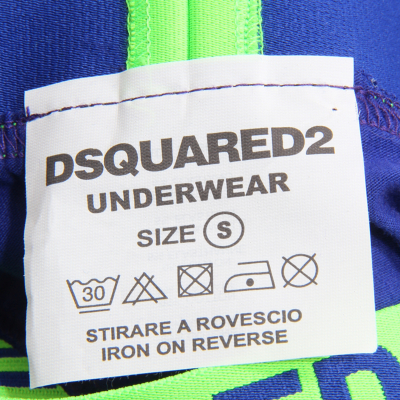 DSQUARED2
UNDERWEAR
SIZE S
30
STIRARE A ROVESCIO
IRON ON REVERSE